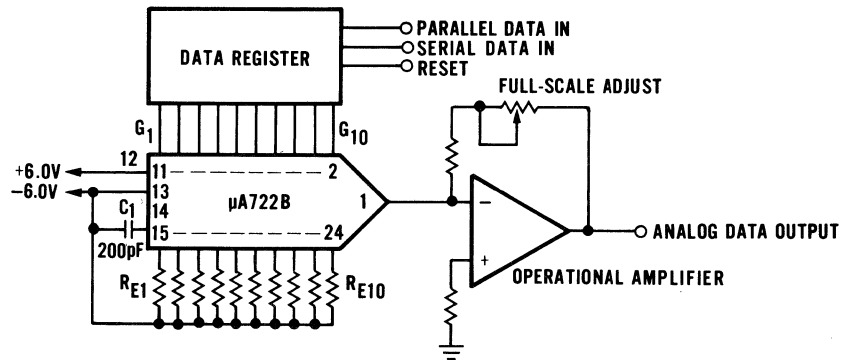 DATA REGISTER
PARALLEL DATA IN
SERIAL DATA IN
RESET
FULL-SCALE ADJUST
G1
G10
12
+6.0V
11
2
-6.0V
13
μA722B
1
14
C1
15
24
200pF
−
+
ANALOG DATA OUTPUT
OPERATIONAL AMPLIFIER
RE1
RE10